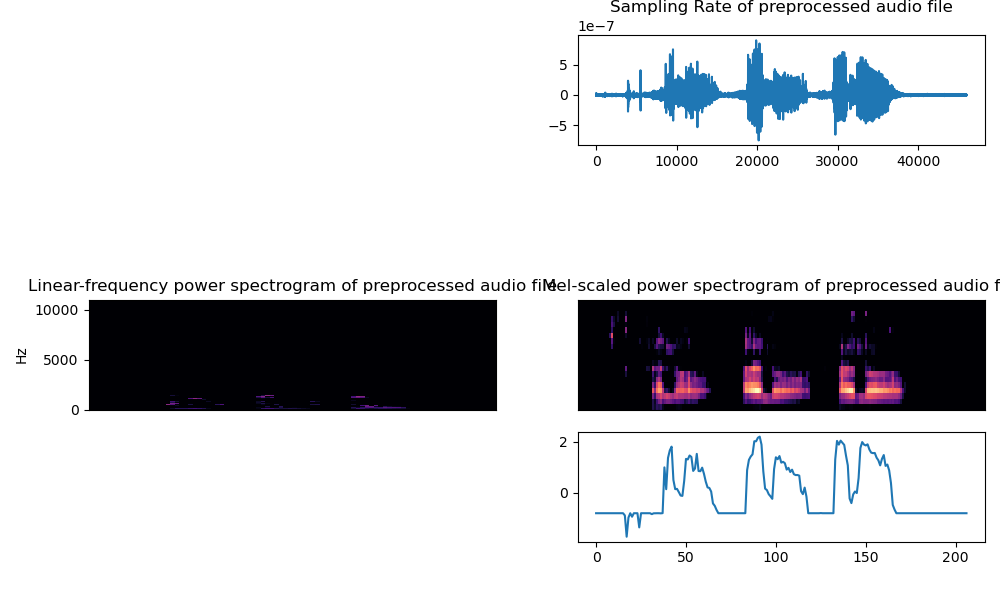 Sampling Rate of preprocessed audio file
1e−7
5
0
−5
0 10000 20000 30000 40000
Linear-frequency power spectrogram of preprocessed audio file
10000
5000
0
Hz
Mel-scaled power spectrogram of preprocessed audio f
2
0
0 50 100 150 200